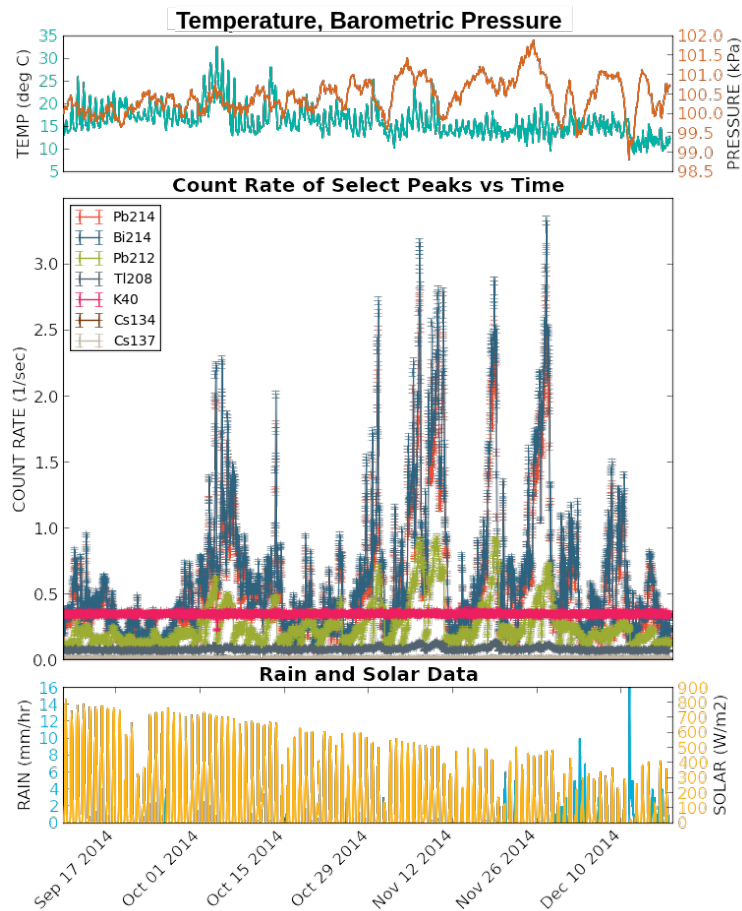 Temperature, Barometric Pressure
35
30
25
20
15
10
5
TEMP (deg C)
102.0
101.5
101.0
100.5
100.0
99.5
99.0
98.5
PRESSURE (kPa)
Count Rate of Select Peaks vs Time
Pb214
Bi214
Pb212
Tl208
K40
Cs134
Cs137
3.0
2.5
2.0
1.5
1.0
0.5
0.0
COUNT RATE (1/sec)
Rain and Solar Data
16
14
12
10
8
6
4
2
0
RAIN (mm/hr)
900
800
700
600
500
400
300
200
100
0
SOLAR (W/m2)
Sep 17 2014
Oct 01 2014
Oct 15 2014
Oct 29 2014
Nov 12 2014
Nov 26 2014
Dec 10 2014